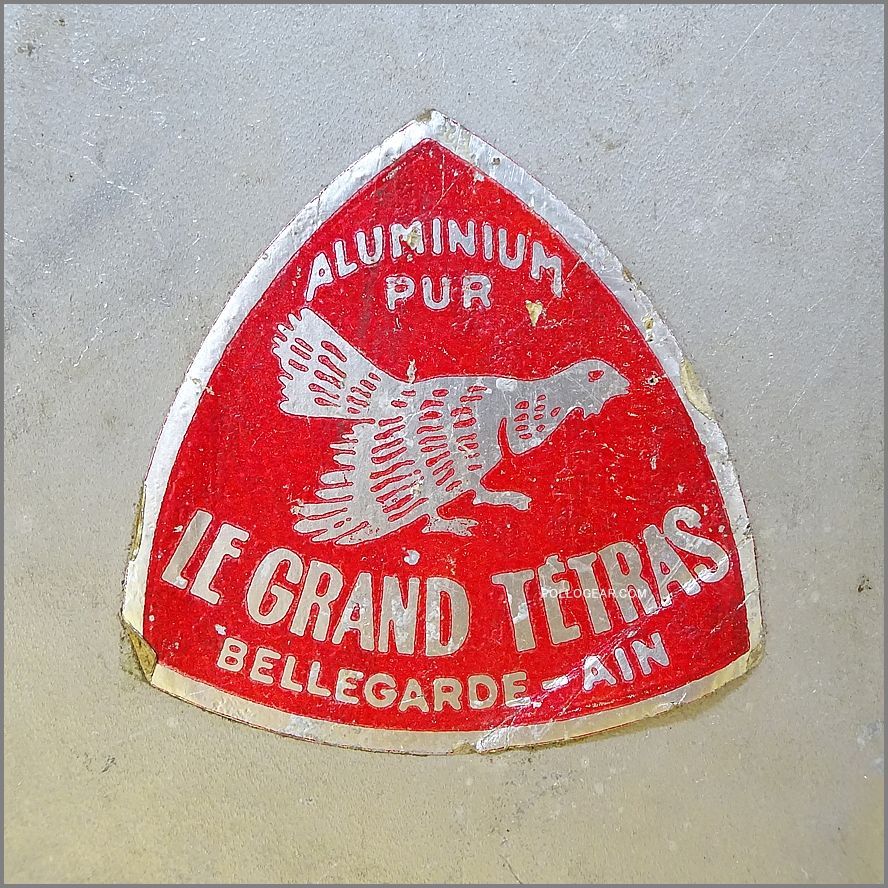 ALUMINIUM
PUR
LE GRAND TÉTRAS
POLLOGEAR.COM
BELLEGARDE - AIN